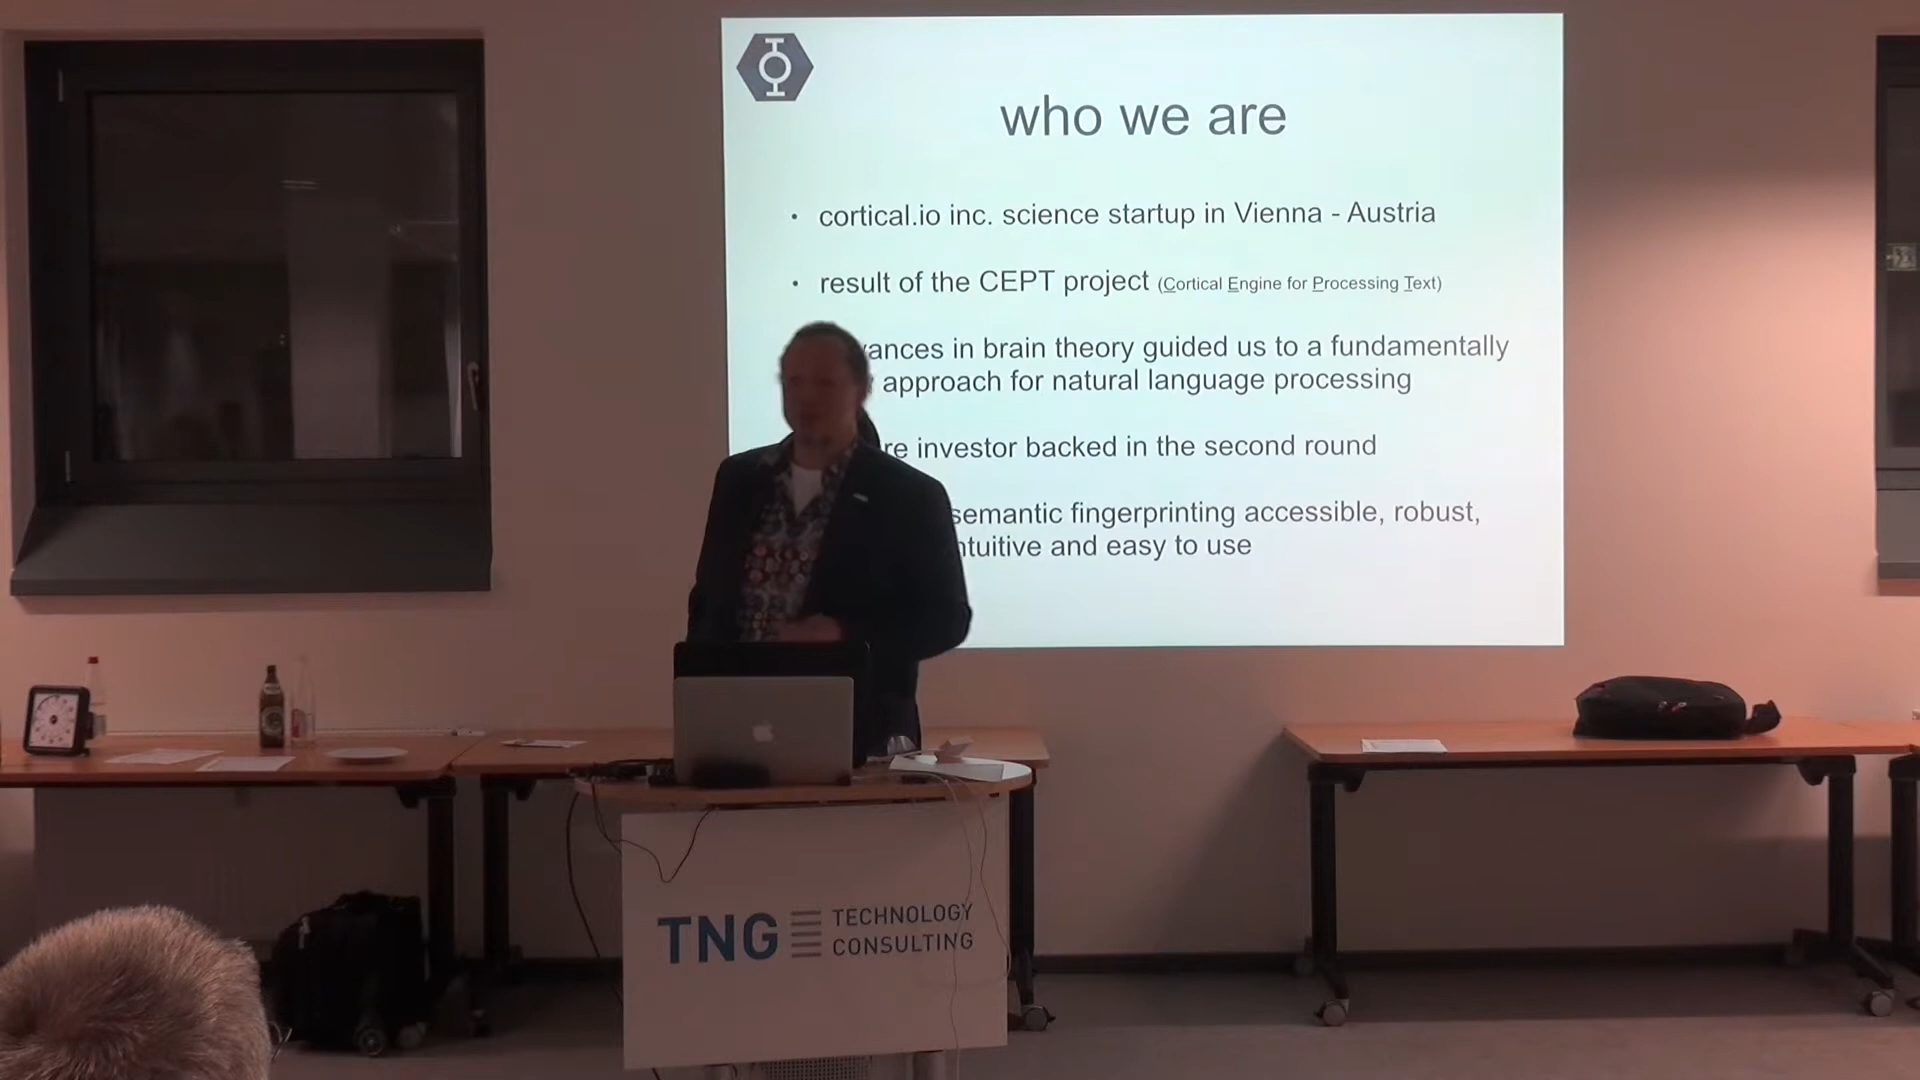 who we are
• cortical.io inc. science startup in Vienna - Austria
• result of the CEPT project (Cortical Engine for Processing Text)
ances in brain theory guided us to a fundamentally
approach for natural language processing
re investor backed in the second round
semantic fingerprinting accessible, robust,
ntuitive and easy to use
TNG TECHNOLOGY
CONSULTING